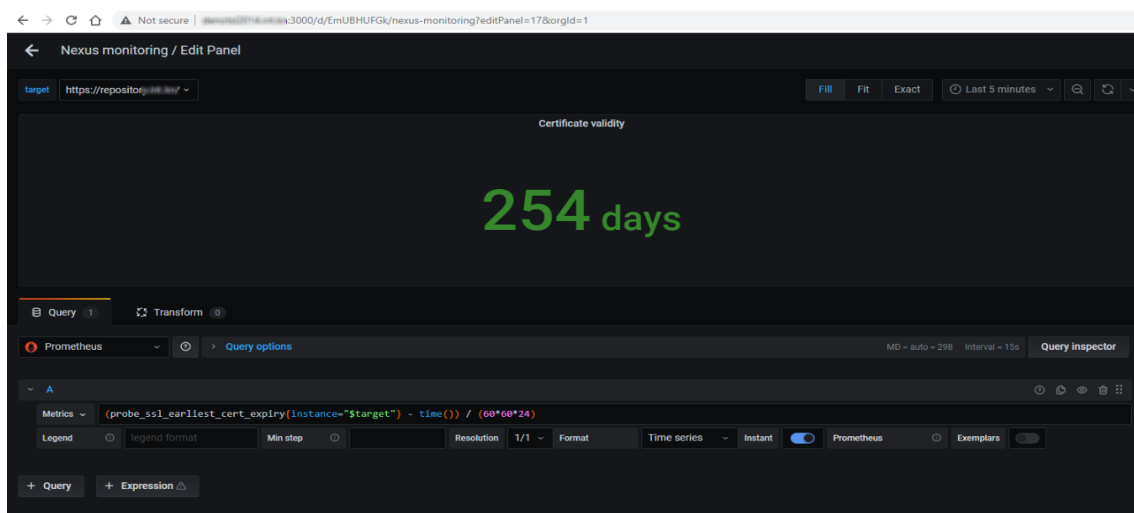 Not secure :3000/d/EmUBHUFGk/nexus-monitoring?editPanel=17&orgId=1
Nexus monitoring / Edit Panel
target https://repository Fill Fit Exact Last 5 minutes
Certificate validity
254 days
Query 1 Transform 0
Prometheus Query options MD = auto = 298 Interval = 15s Query inspector
A
Metrics (probe_ssl_earliest_cert_expiry{instance="$target"} - time()) / (60*60*24)
Legend legend format Min step Resolution 1/1 Format Time series Instant Prometheus Exemplars
+ Query + Expression